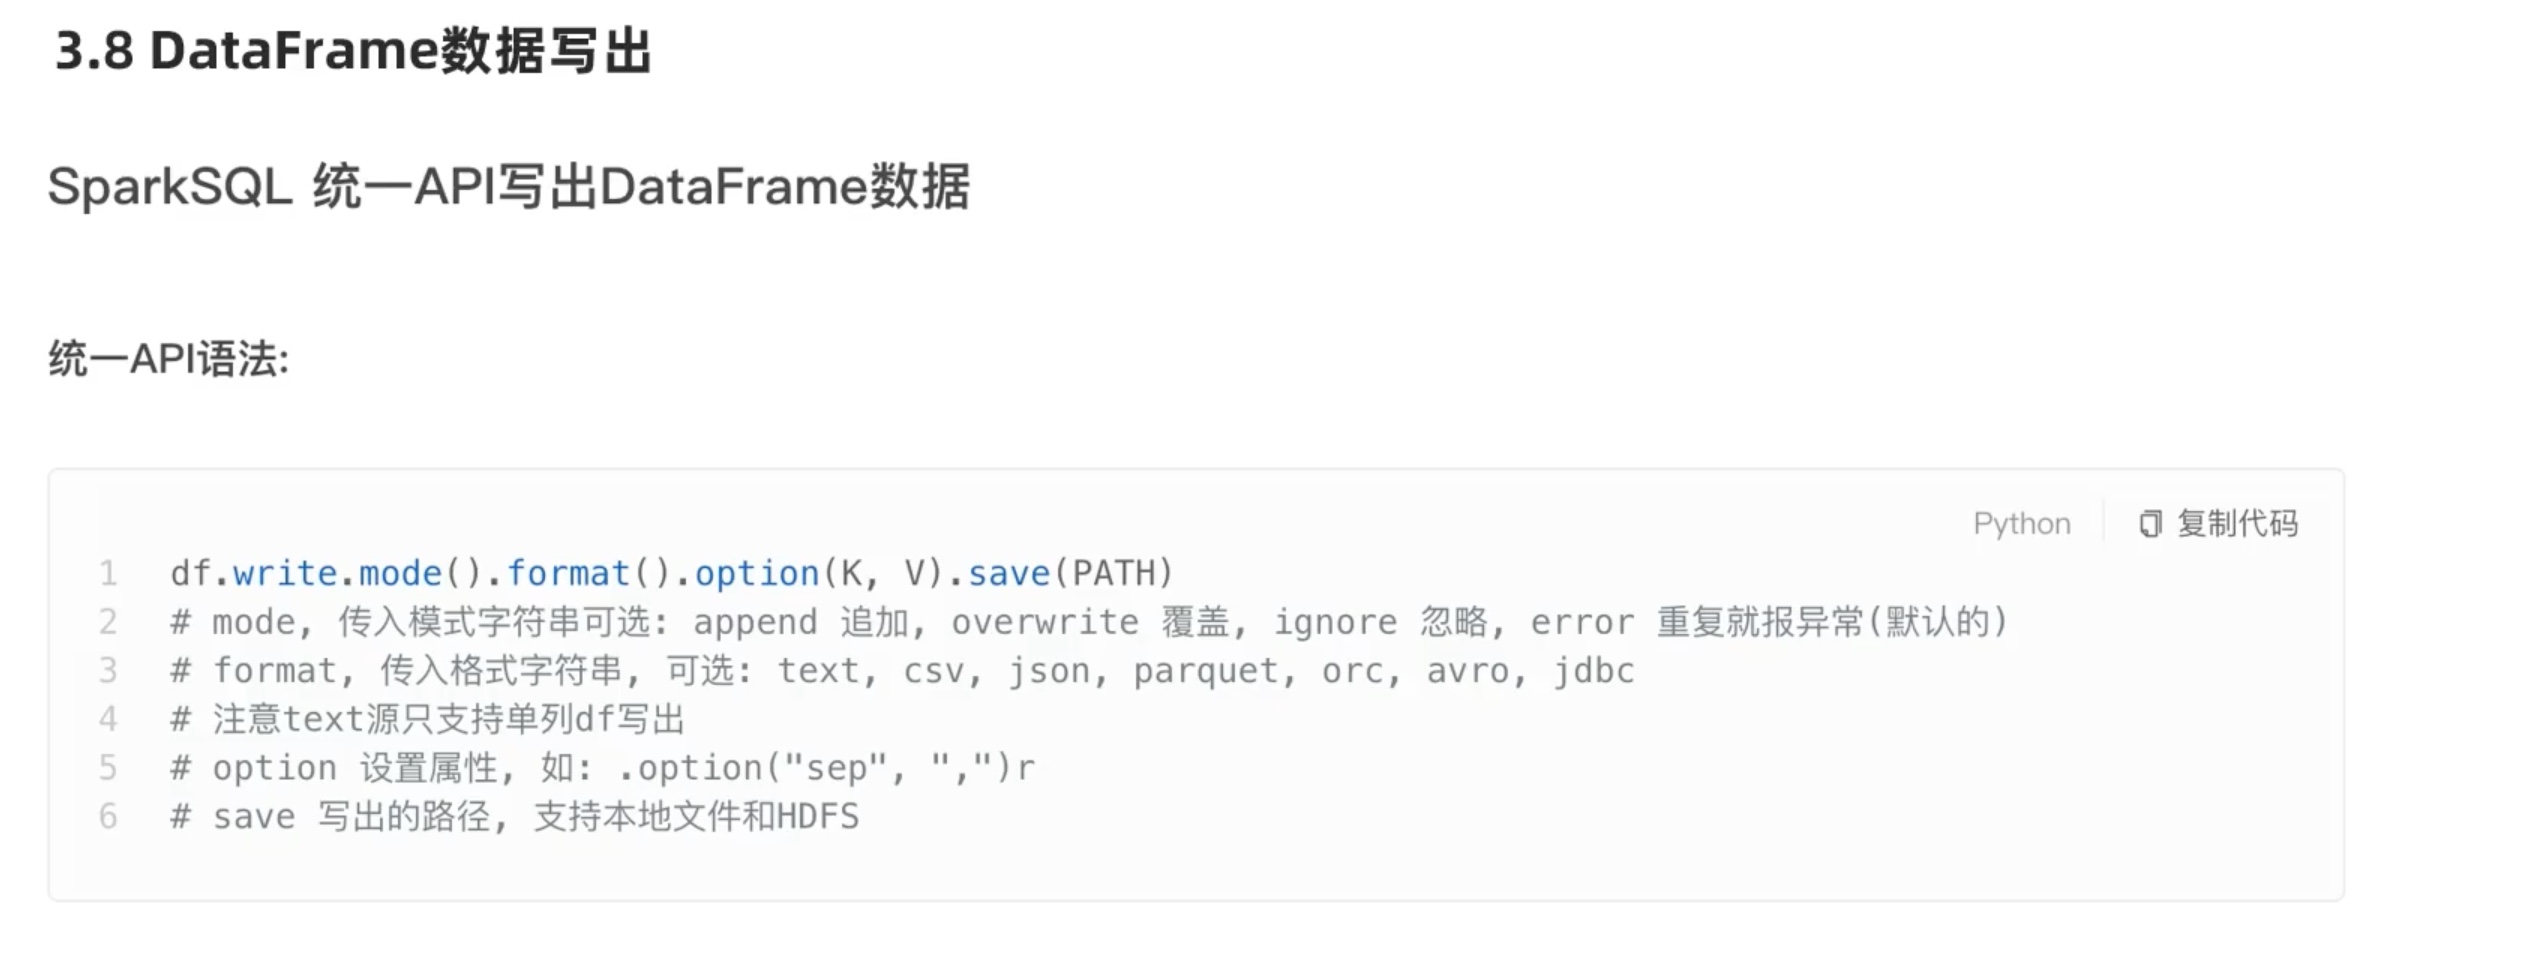 3.8 DataFrame数据写出
SparkSQL 统一API写出DataFrame数据
统一API语法:
Python 复制代码
1 df.write.mode().format().option(K, V).save(PATH)
2 # mode, 传入模式字符串可选: append 追加, overwrite 覆盖, ignore 忽略, error 重复就报异常(默认的)
3 # format, 传入格式字符串, 可选: text, csv, json, parquet, orc, avro, jdbc
4 # 注意text源只支持单列df写出
5 # option 设置属性, 如: .option("sep", ",")r
6 # save 写出的路径, 支持本地文件和HDFS